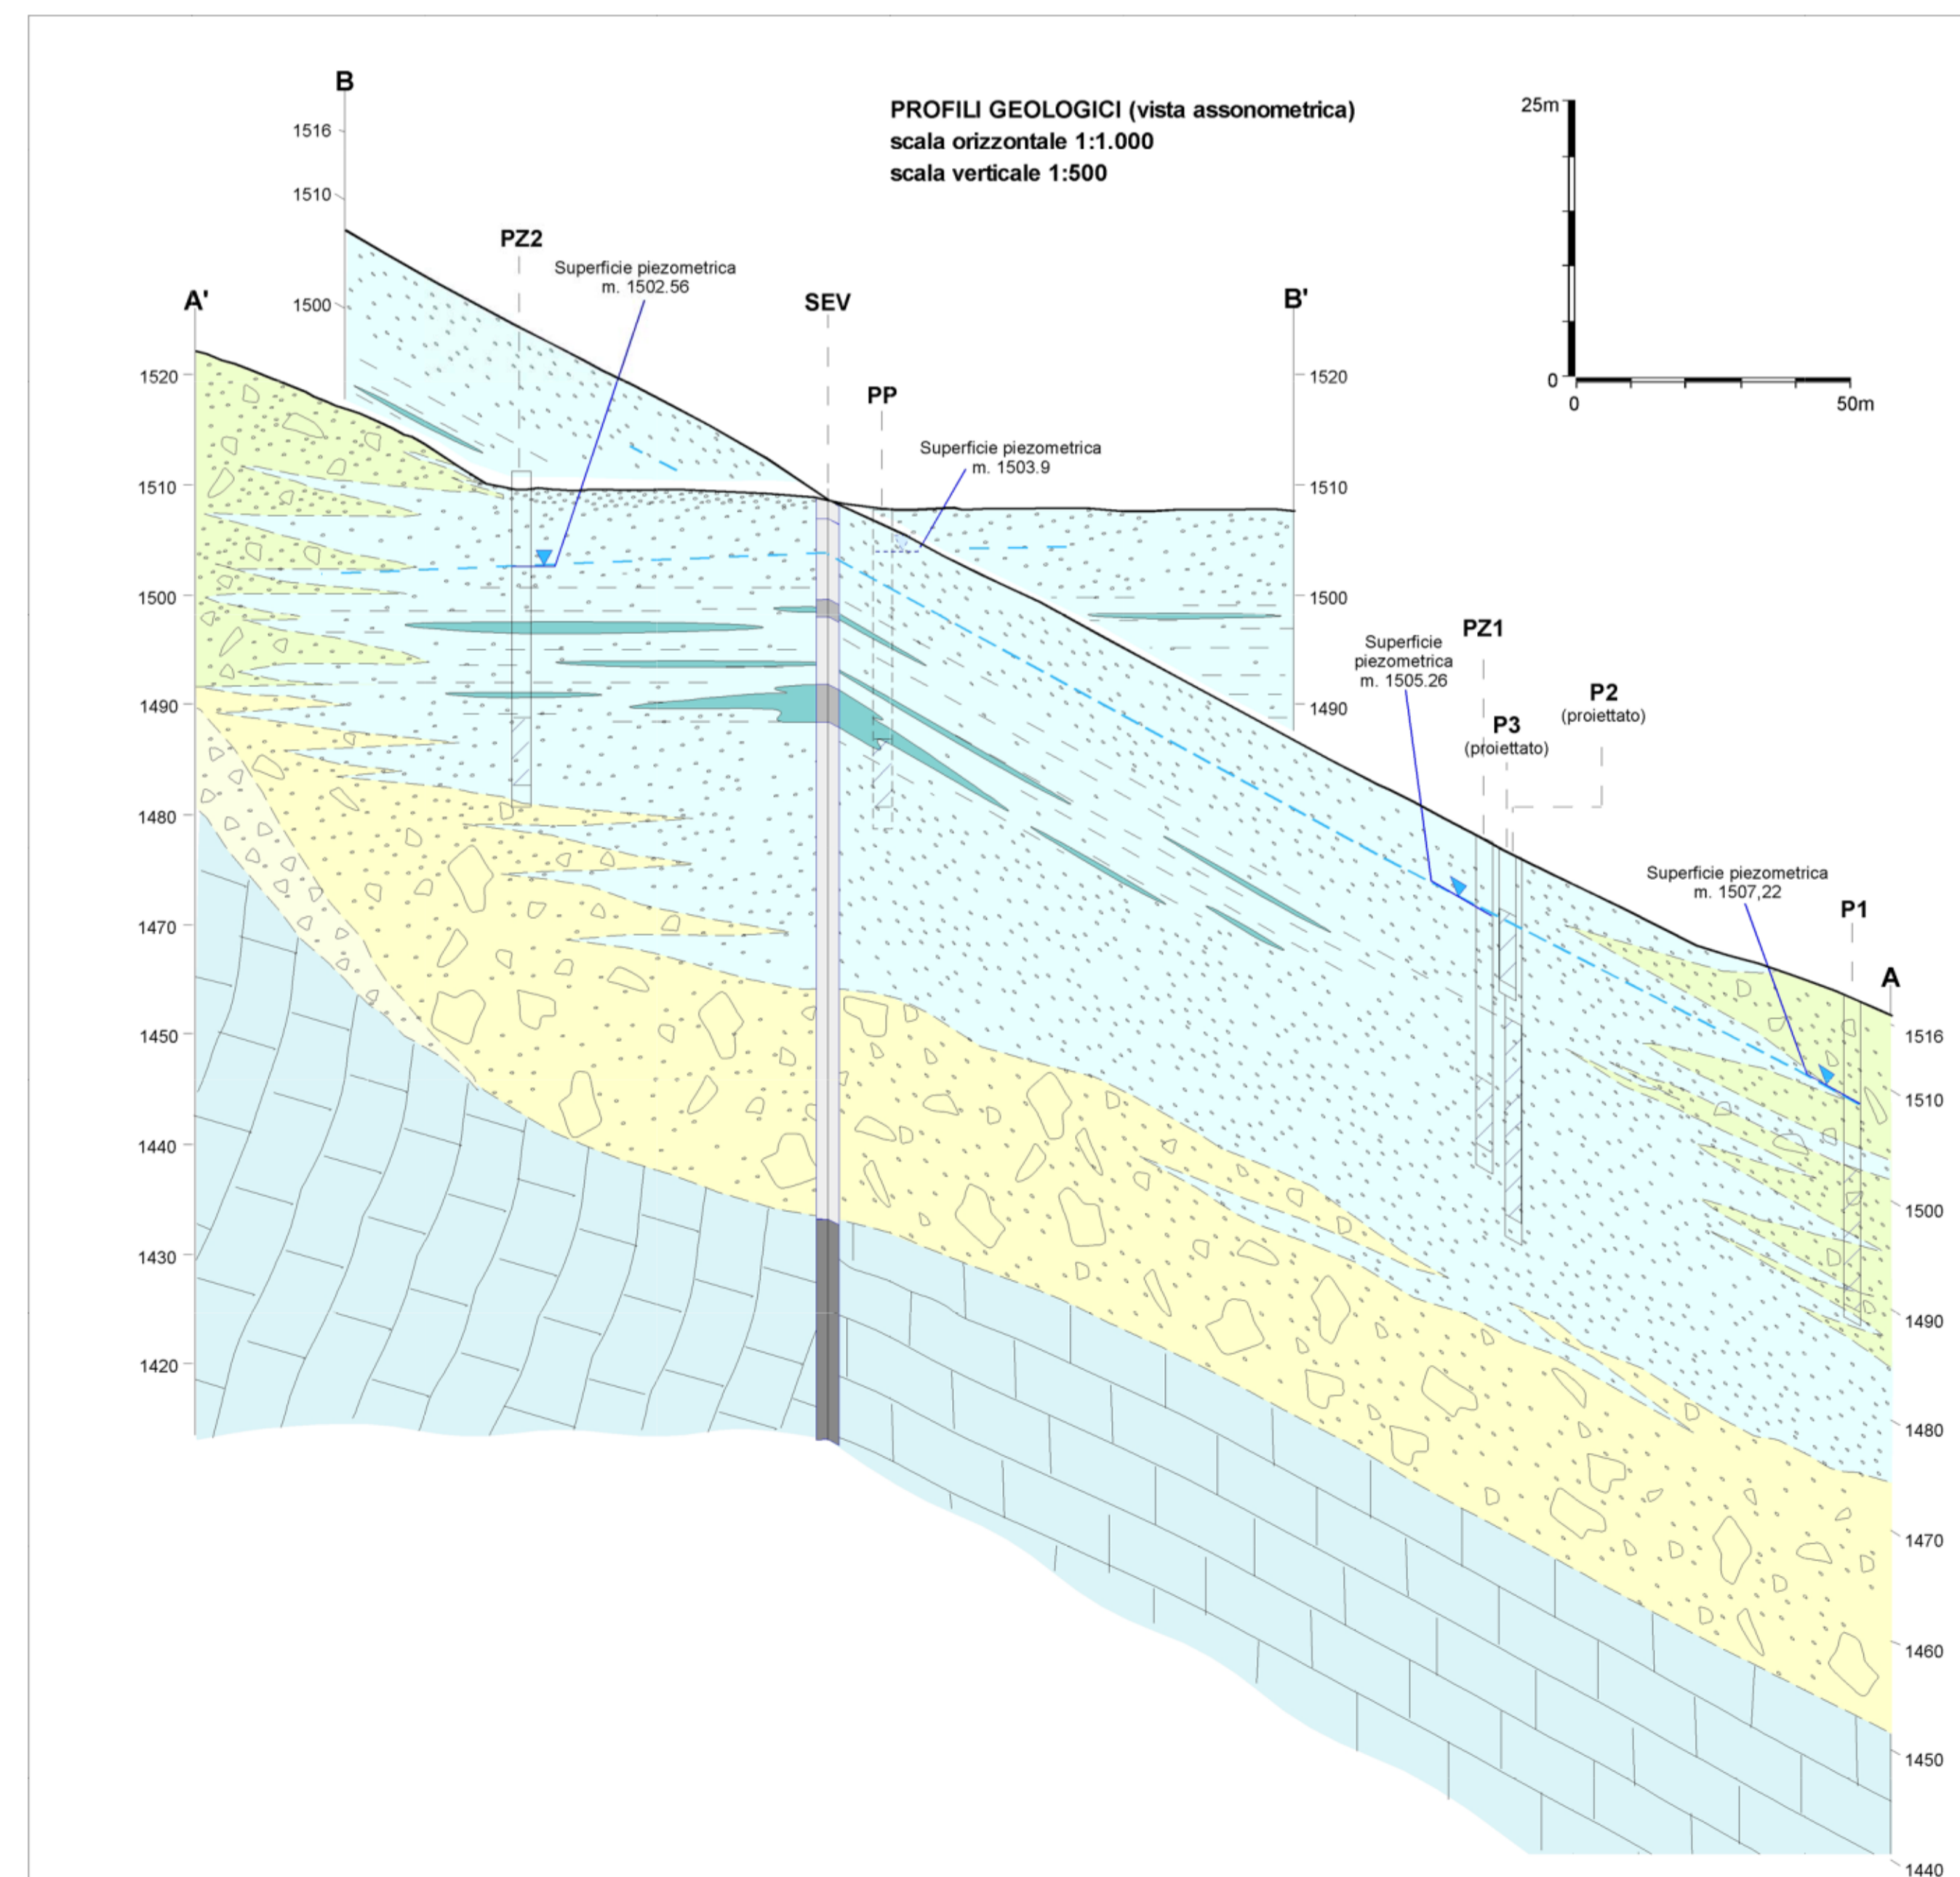 B
1516
1510
1500
PROFILI GEOLOGICI (vista assonometrica)
scala orizzontale 1:1.000
scala verticale 1:500
25m
0
0
50m
PZ2
Superficie piezometrica
m. 1502.56
A'
SEV
B'
PP
Superficie piezometrica
m. 1503.9
1520
1510
1500
1490
1480
1470
1450
1440
1430
1420
1520
1510
1500
1490
Superficie
piezometrica
m. 1505.26
PZ1
P3
(proiettato)
P2
(proiettato)
Superficie piezometrica
m. 1507,22
P1
A
1516
1510
1500
1490
1480
1470
1460
1450
1440